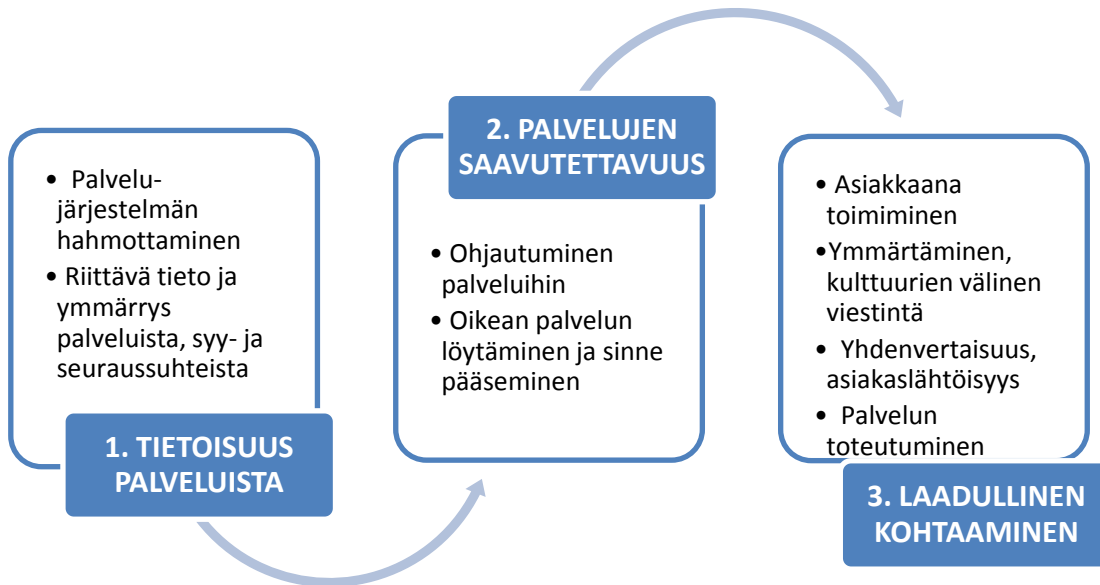 • Palvelu-
järjestelmän
hahmottaminen
• Riittävä tieto ja
ymmärrys
palveluista, syy- ja
seuraussuhteista
1. TIETOISUUS
PALVELUISTA
2. PALVELUJEN
SAAVUTETTAVUUS
• Ohjautuminen
palveluihin
• Oikean palvelun
löytäminen ja sinne
pääseminen
• Asiakkaana
toimiminen
•Ymmärtäminen,
kulttuurien välinen
viestintä
• Yhdenvertaisuus,
asiakaslähtöisyys
• Palvelun
toteutuminen
3. LAADULLINEN
KOHTAAMINEN